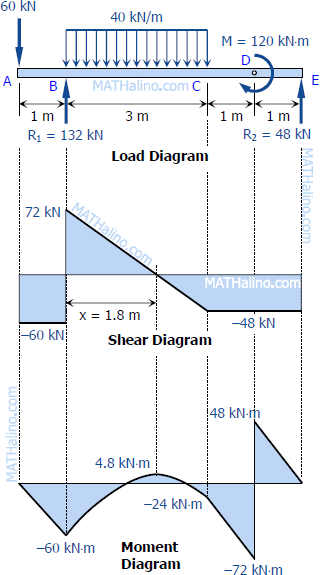 60 kN
40 kN/m
M = 120 kN·m
D
A B C E
MATHalino.com
1 m 3 m 1 m 1 m
R1 = 132 kN R2 = 48 kN
Load Diagram
MATHalino.com
72 kN
MATHalino.com
MATHalino.com
x = 1.8 m
−60 kN −48 kN
Shear Diagram
48 kN·m
MATHalino.com
4.8 kN·m
−24 kN·m
−60 kN·m
Moment
Diagram
−72 kN·m